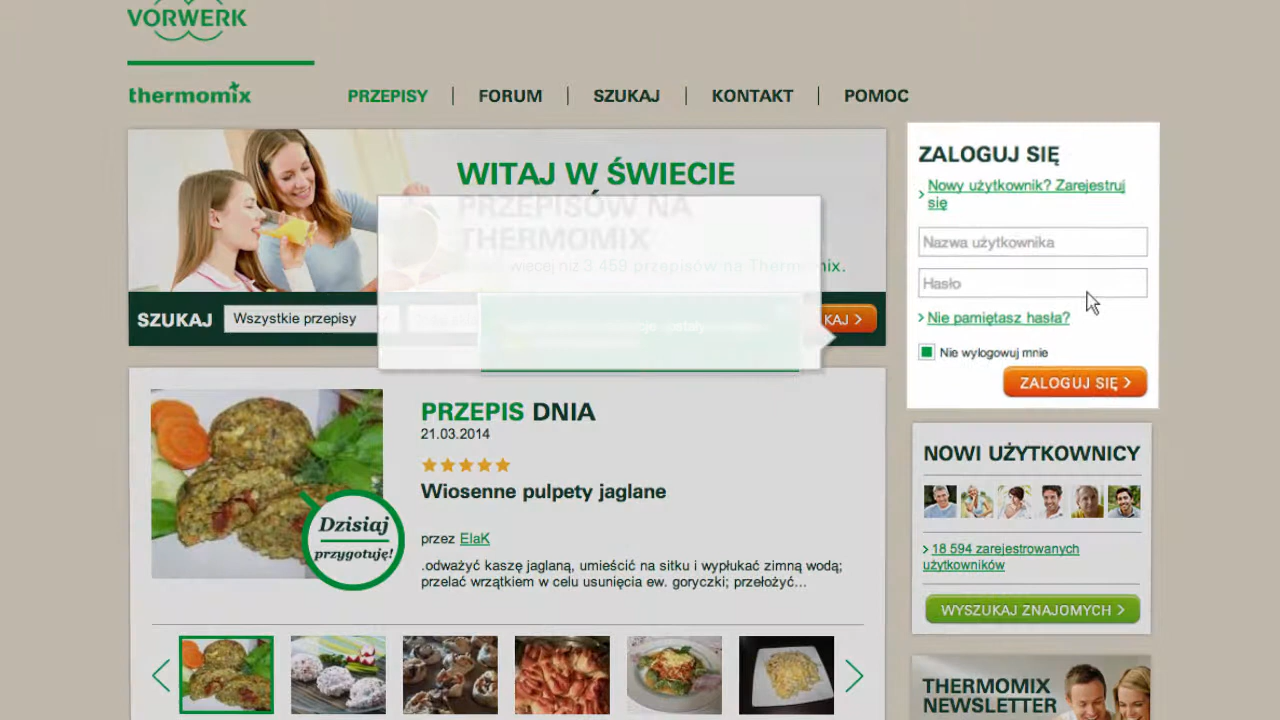 VORWERK
thermomix
PRZEPISY
FORUM
SZUKAJ
KONTAKT
POMOC
WITAJ W ŚWIECIE
PRZEPISÓW NA
THERMOMIX
więcej niż 3 459 przepisów na Thermomix.
SZUKAJ
Wszystkie przepisy
KAJ >
ZALOGUJ SIĘ
Nowy użytkownik? Zarejestruj
się
Nazwa użytkownika
Hasło
Nie pamiętasz hasła?
Nie wylogowuj mnie
ZALOGUJ SIĘ >
PRZEPIS DNIA
21.03.2014
Wiosenne pulpety jaglane
Dzisiaj
przygotuję!
przez ElaK
.odważyć kaszę jaglaną, umieścić na sitku i wypłukać zimną wodą;
przelać wrzątkiem w celu usunięcia ew. goryczki; przełożyć...
NOWI UŻYTKOWNICY
18 594 zarejestrowanych
użytkowników
WYSZUKAJ ZNAJOMYCH >
THERMOMIX
NEWSLETTER